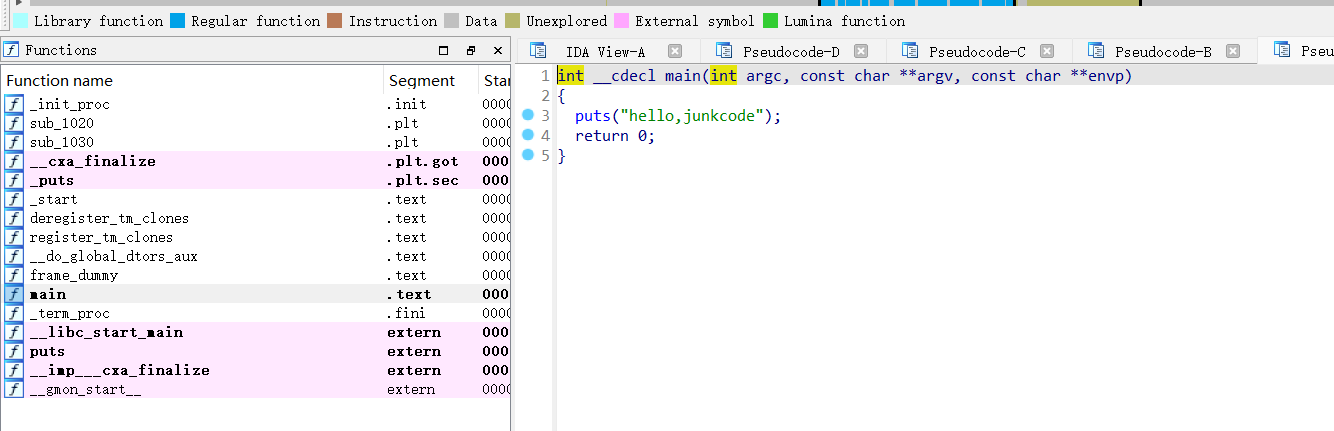 Library function Regular function Instruction Data Unexplored External symbol Lumina function
Functions
IDA View-A Pseudocode-D Pseudocode-C Pseudocode-B Pseu
Function name Segment Star
_init_proc .init 0000
sub_1020 .plt 0000
sub_1030 .plt 0000
__cxa_finalize .plt.got 000
_puts .plt.sec 000
_start .text 0000
deregister_tm_clones .text 0000
register_tm_clones .text 0000
__do_global_dtors_aux .text 0000
frame_dummy .text 0000
main .text 000
_term_proc .fini 0000
__libc_start_main extern 000
puts extern 000
__imp___cxa_finalize extern 000
__gmon_start__ extern 0000
1 int __cdecl main(int argc, const char **argv, const char **envp)
2 {
3 puts("hello,junkcode");
4 return 0;
5 }